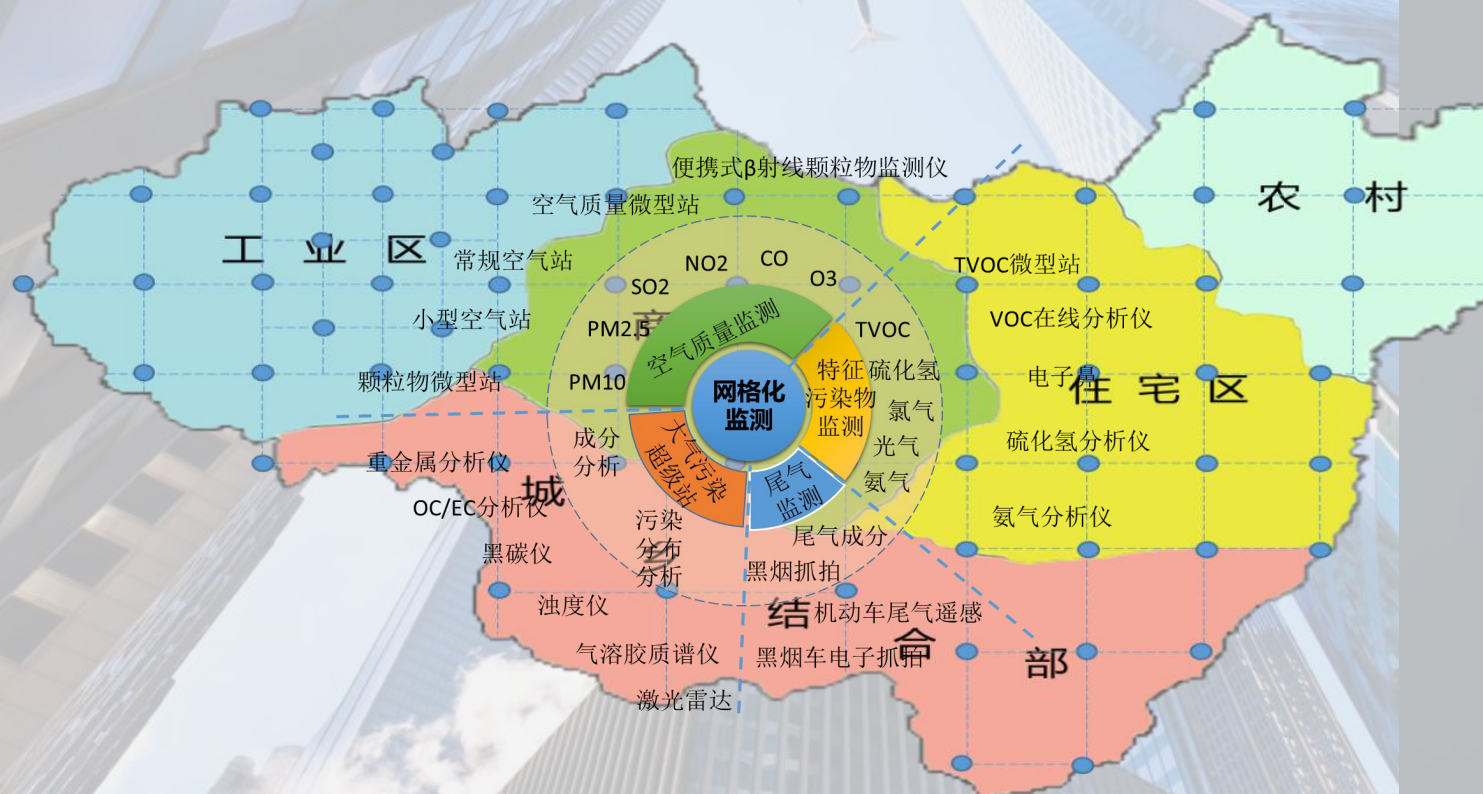 便携式β射线颗粒物监测仪
空气质量微型站
农 村
工 业 区
常规空气站
NO2
CO
O3
SO2
TVOC微型站
小型空气站
PM2.5
商
空气质量监测
TVOC
VOC在线分析仪
颗粒物微型站
PM10
网格化
监测
特征
污染物
监测
硫化氢
电子鼻
住 宅 区
氯气
成分
分析
大气污染
超级站
光气
硫化氢分析仪
重金属分析仪
尾气
监测
氨气
城
OC/EC分析仪
污染
分布
分析
尾气成分
氨气分析仪
黑碳仪
乡
黑烟抓拍
浊度仪
结
机动车尾气遥感
合
气溶胶质谱仪
黑烟车电子抓拍
部
激光雷达